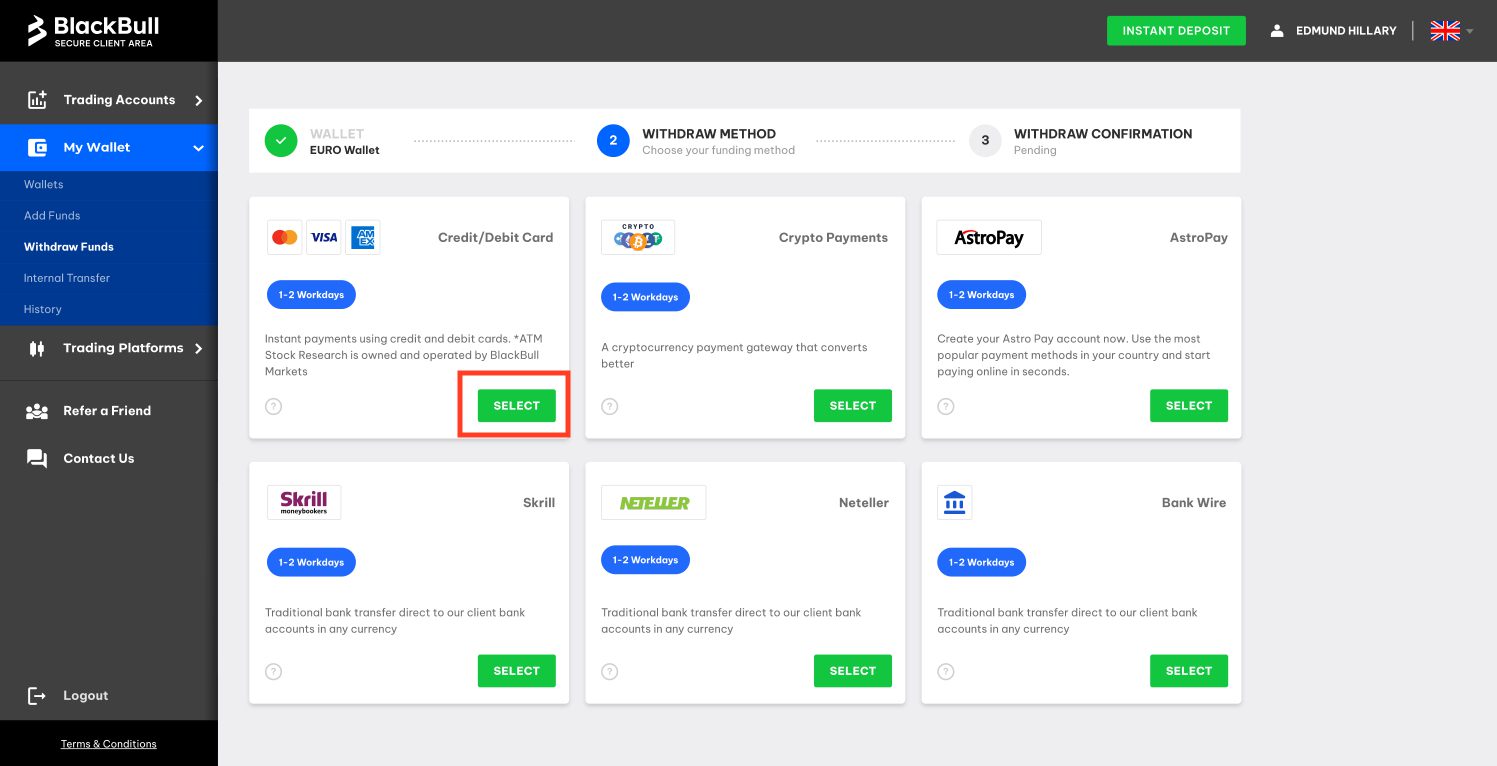 BlackBull
SECURE CLIENT AREA
INSTANT DEPOSIT
EDMUND HILLARY
Trading Accounts
My Wallet
Wallets
Add Funds
Withdraw Funds
Internal Transfer
History
Trading Platforms
Refer a Friend
Contact Us
Logout
Terms & Conditions
WALLET
EURO Wallet
2
WITHDRAW METHOD
Choose your funding method
3
WITHDRAW CONFIRMATION
Pending
VISA
AM
EX
Credit/Debit Card
1-2 Workdays
Instant payments using credit and debit cards. *ATM
Stock Research is owned and operated by BlackBull
Markets
?
SELECT
CRYPTO
Crypto Payments
1-2 Workdays
A cryptocurrency payment gateway that converts
better
?
SELECT
AstroPay
AstroPay
1-2 Workdays
Create your Astro Pay account now. Use the most
popular payment methods in your country and start
paying online in seconds.
?
SELECT
Skrill
moneybookers
Skrill
1-2 Workdays
Traditional bank transfer direct to our client bank
accounts in any currency
?
SELECT
NETELLER
Neteller
1-2 Workdays
Traditional bank transfer direct to our client bank
accounts in any currency
?
SELECT
Bank Wire
1-2 Workdays
Traditional bank transfer direct to our client bank
accounts in any currency
?
SELECT